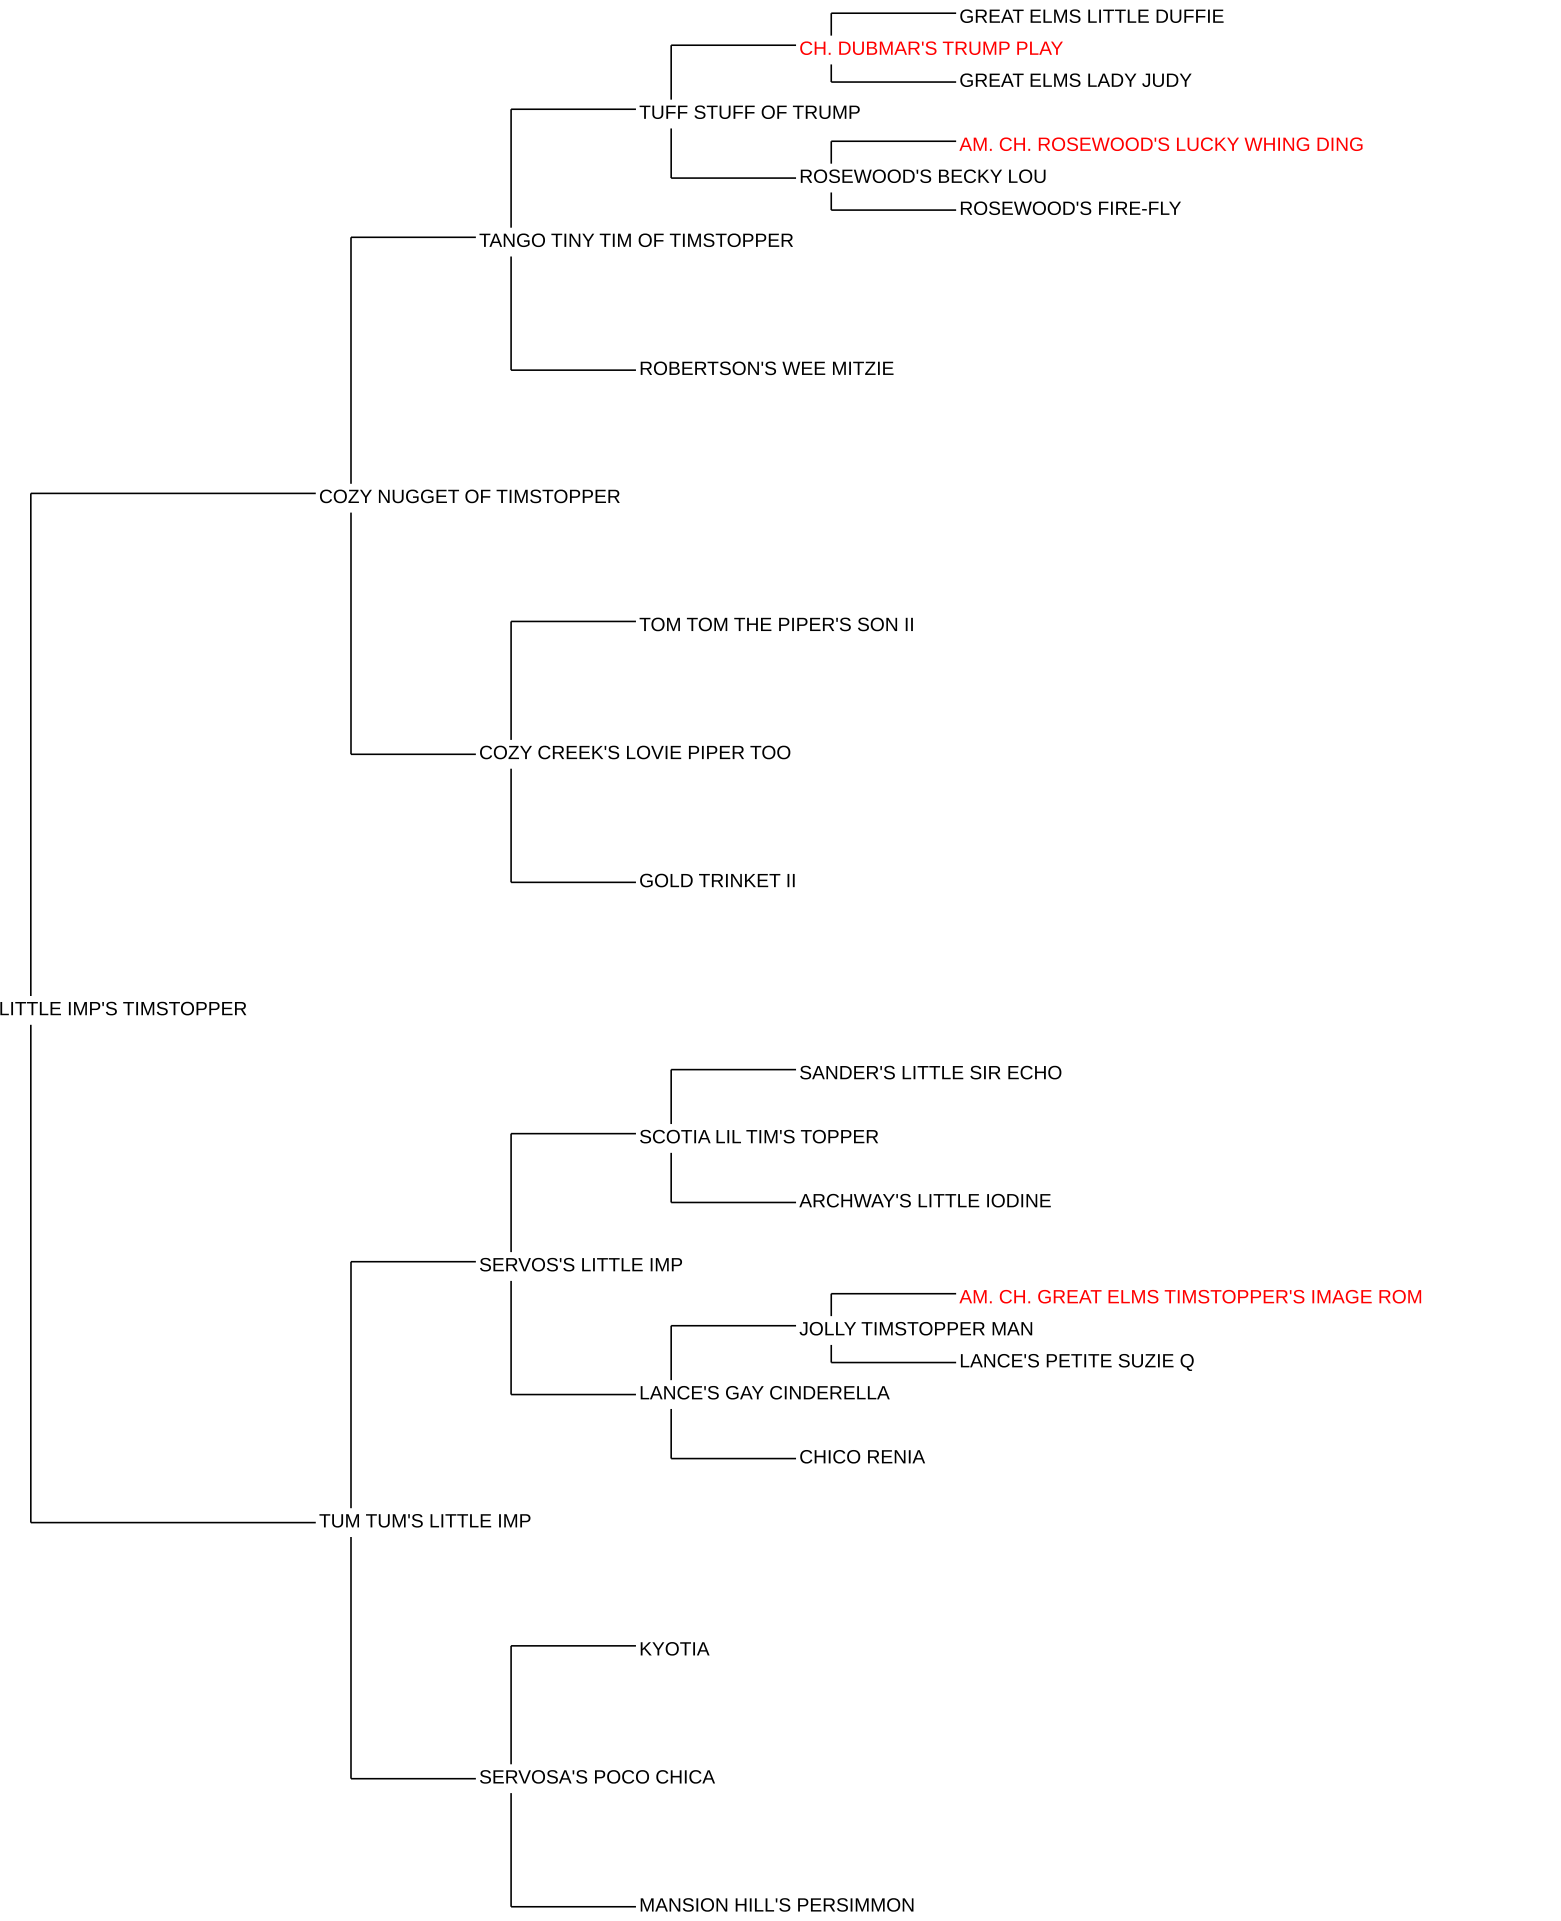 GREAT ELMS LITTLE DUFFIE
CH. DUBMAR'S TRUMP PLAY
GREAT ELMS LADY JUDY
TUFF STUFF OF TRUMP
AM. CH. ROSEWOOD'S LUCKY WHING DING
ROSEWOOD'S BECKY LOU
ROSEWOOD'S FIRE-FLY
TANGO TINY TIM OF TIMSTOPPER
ROBERTSON'S WEE MITZIE
COZY NUGGET OF TIMSTOPPER
TOM TOM THE PIPER'S SON II
COZY CREEK'S LOVIE PIPER TOO
GOLD TRINKET II
LITTLE IMP'S TIMSTOPPER
SANDER'S LITTLE SIR ECHO
SCOTIA LIL TIM'S TOPPER
ARCHWAY'S LITTLE IODINE
SERVOS'S LITTLE IMP
AM. CH. GREAT ELMS TIMSTOPPER'S IMAGE ROM
JOLLY TIMSTOPPER MAN
LANCE'S PETITE SUZIE Q
LANCE'S GAY CINDERELLA
CHICO RENIA
TUM TUM'S LITTLE IMP
KYOTIA
SERVOSA'S POCO CHICA
MANSION HILL'S PERSIMMON